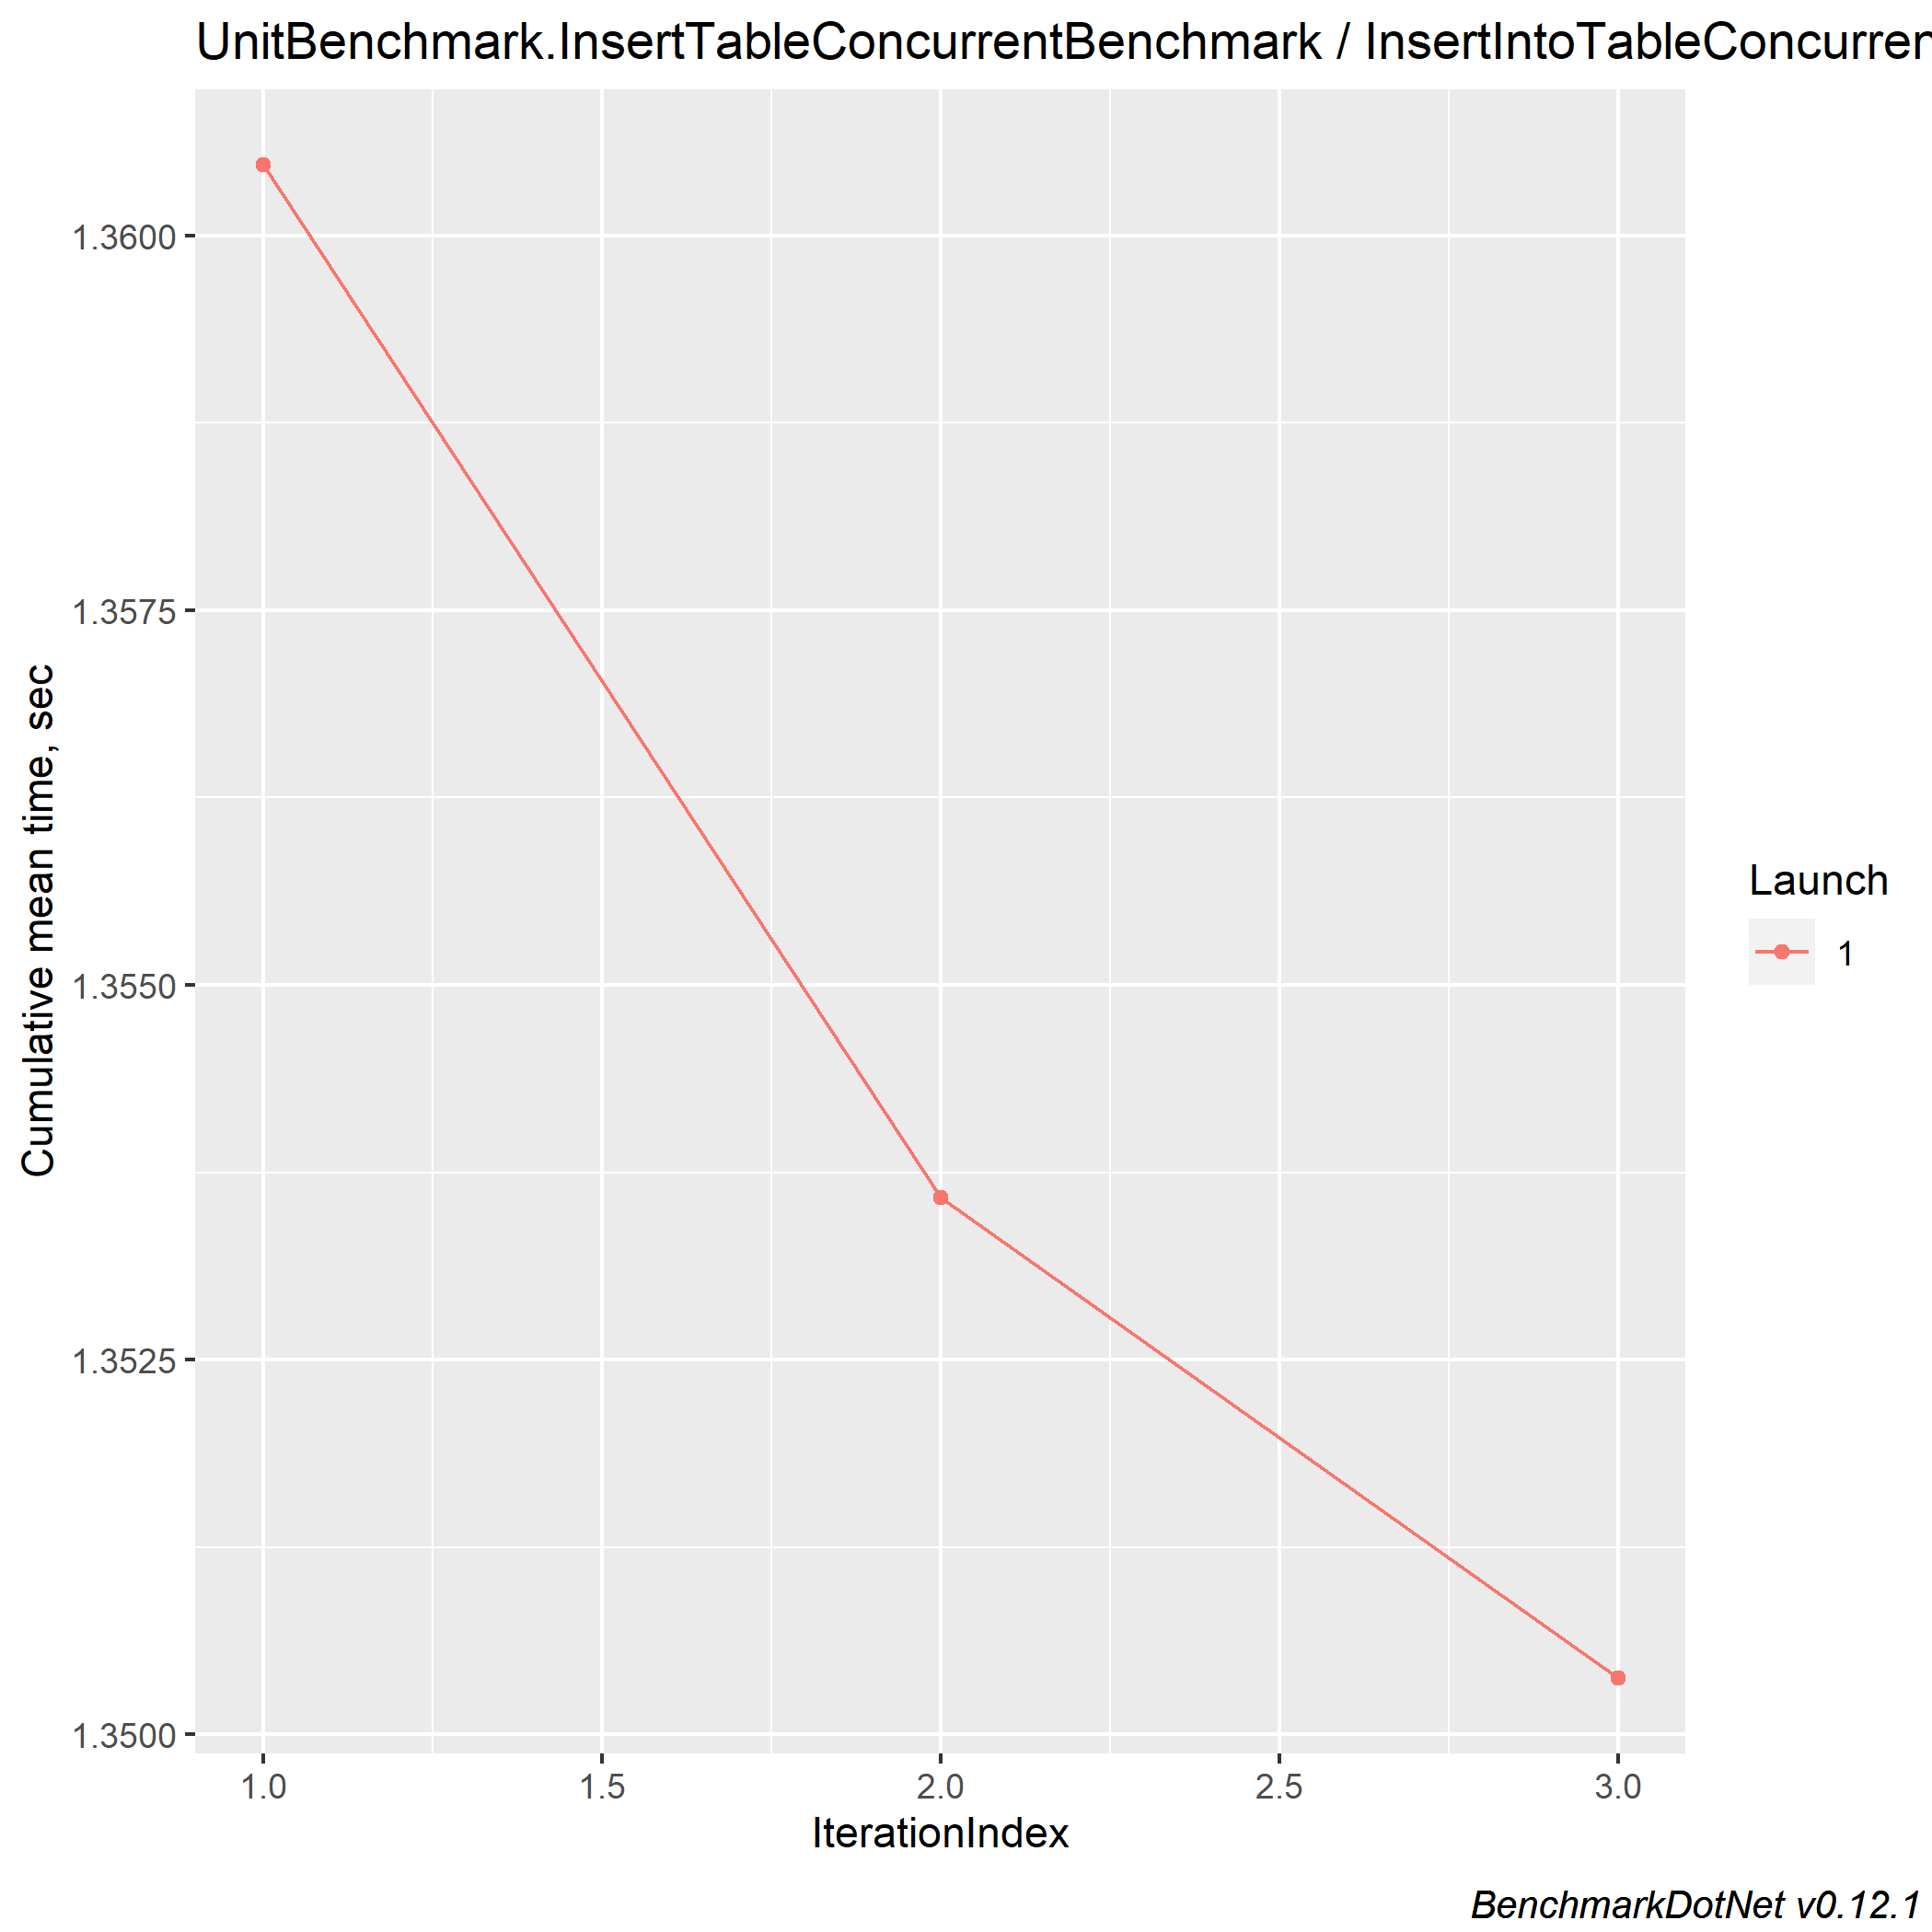 UnitBenchmark.InsertTableConcurrentBenchmark / InsertIntoTableConcurren
1.3600
1.3575
1.3550
1.3525
1.3500
Cumulative mean time, sec
1.0 1.5 2.0 2.5 3.0
IterationIndex
Launch
1
BenchmarkDotNet v0.12.1